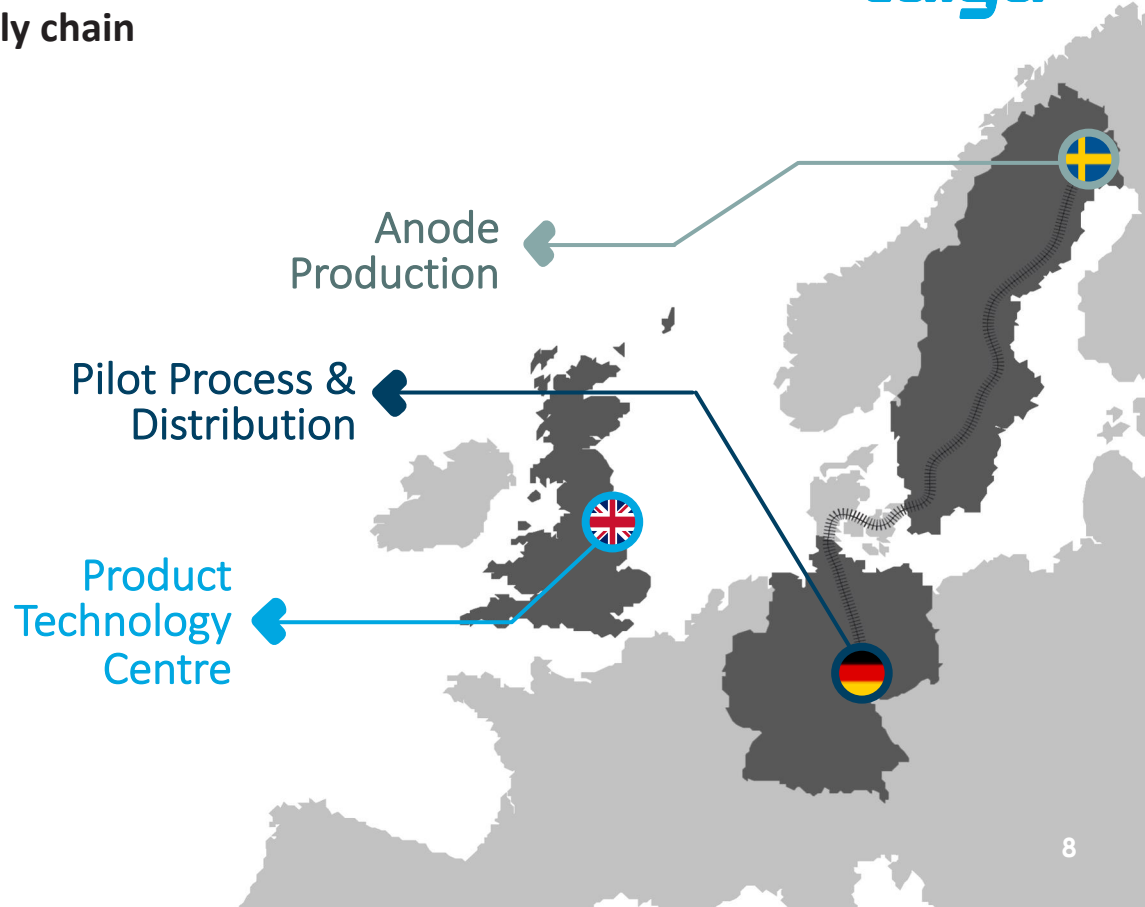 ly chain
Anode
Production
Pilot Process &
Distribution
Product
Technology
Centre
8